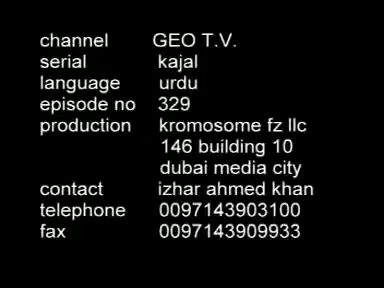 channel GEO T.V.
serial kajal
language urdu
episode no 329
production kromosome fz llc
146 building 10
dubai media city
contact izhar ahmed khan
telephone 0097143903100
fax 0097143909933